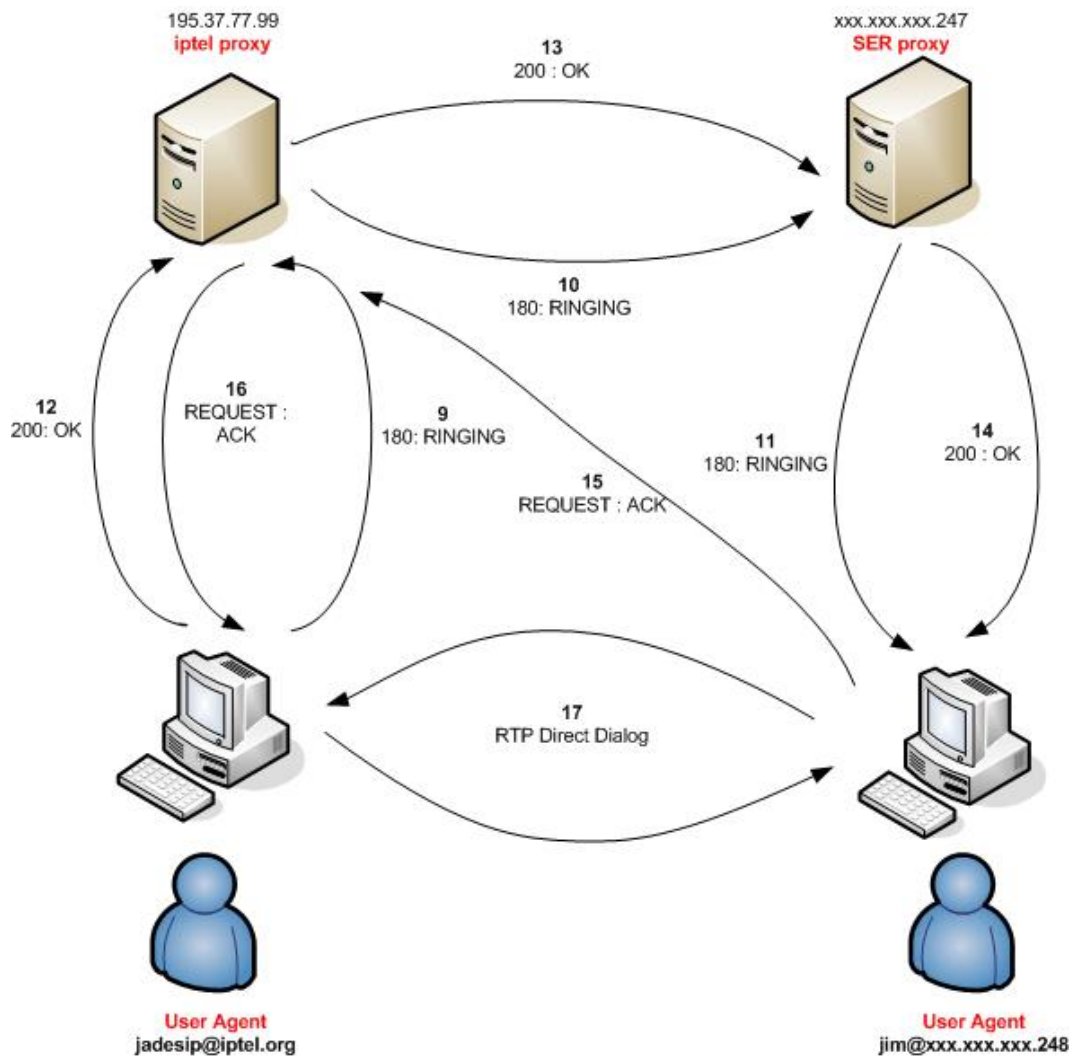 195.37.77.99
iptel proxy
xxx.xxx.xxx.247
SER proxy
13
200 : OK
10
180: RINGING
12
200: OK
16
REQUEST :
ACK
9
180: RINGING
15
REQUEST : ACK
11
180: RINGING
14
200 : OK
17
RTP Direct Dialog
User Agent
jadesip@iptel.org
User Agent
jim@xxx.xxx.xxx.248